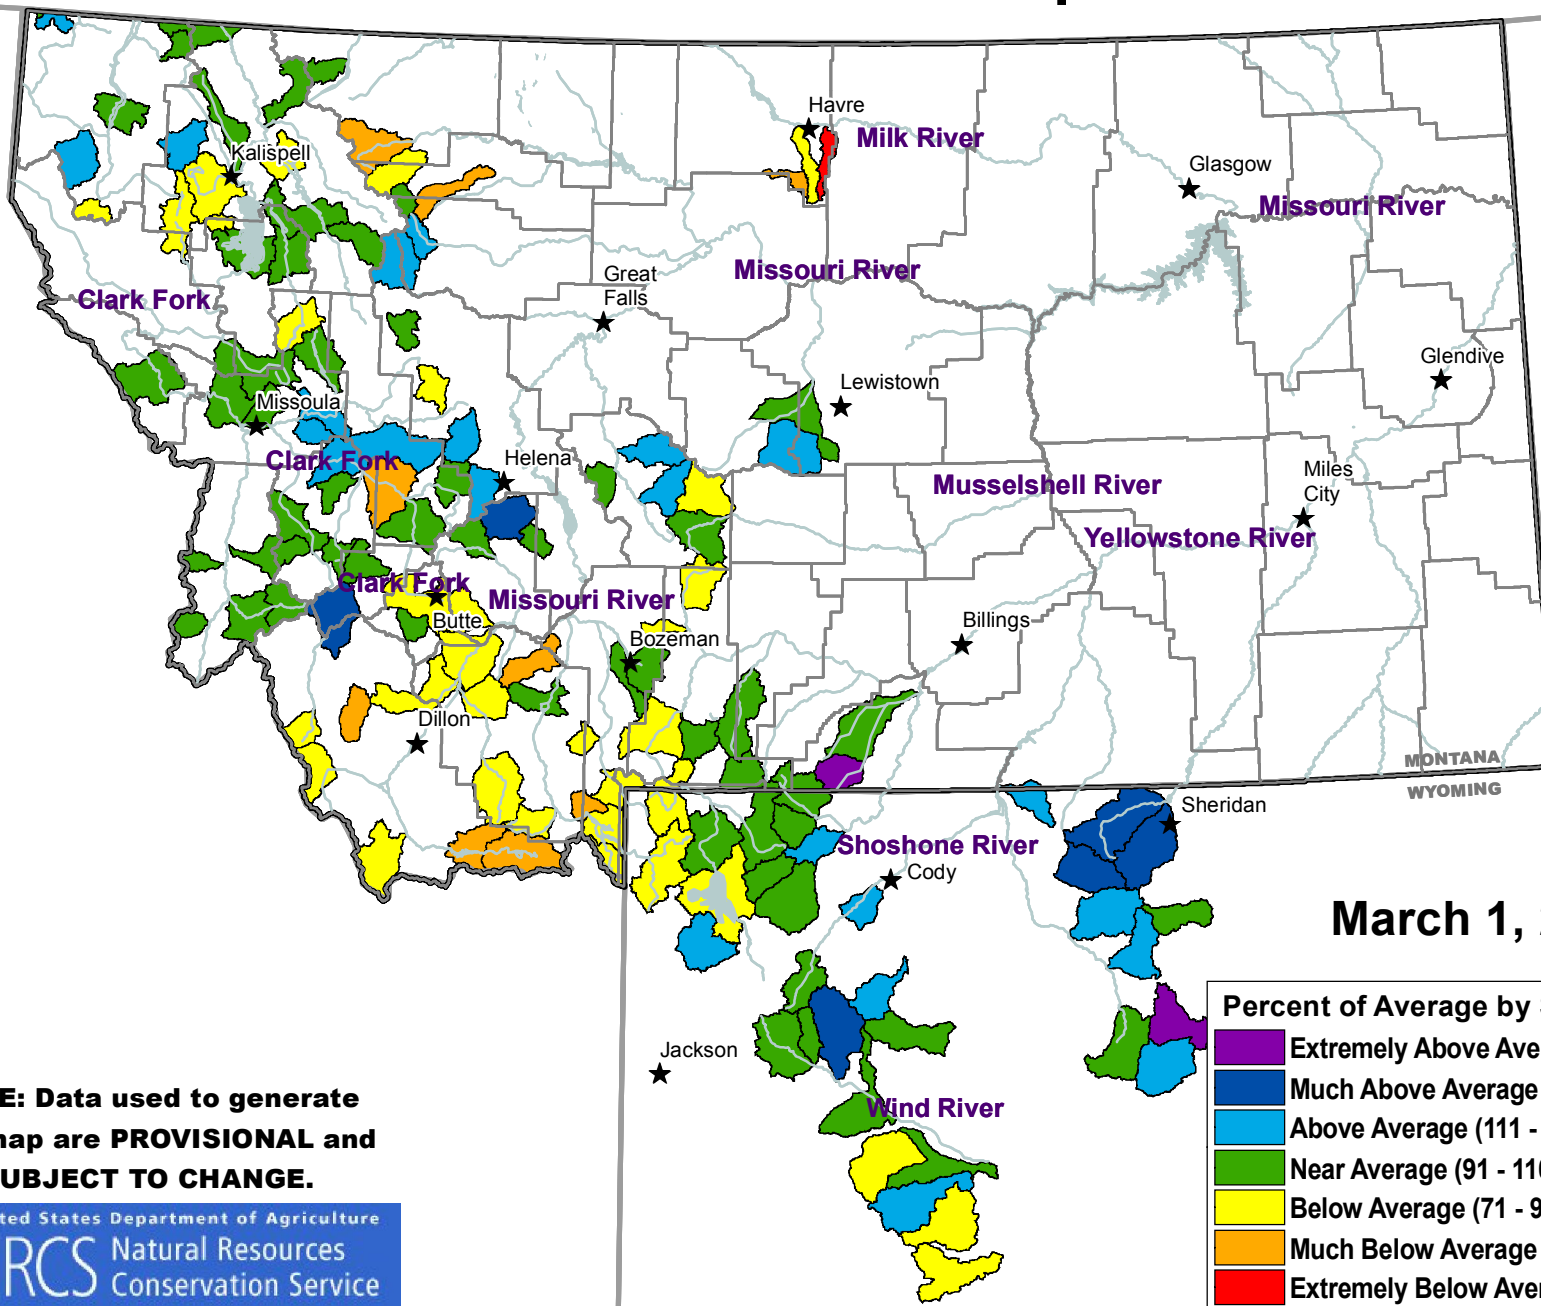 Havre
Milk River
Kalispell
Glasgow
Missouri River
Great
Falls
Missouri River
Clark Fork
Glendive
Lewistown
Missoula
Clark Fork
Helena
Miles
City
Musselshell River
Yellowstone River
Clark Fork
Missouri River
Butte
Billings
Bozeman
Dillon
MONTANA
WYOMING
Sheridan
Shoshone River
Cody
March 1,
Percent of Average by
Extremely Above Ave
Much Above Average
Above Average (111 -
Near Average (91 - 110
Below Average (71 - 9
Much Below Average
Extremely Below Aver
Jackson
Wind River
E: Data used to generate
map are PROVISIONAL and
UBJECT TO CHANGE.
ted States Department of Agriculture
RCS
Natural Resources
Conservation Service